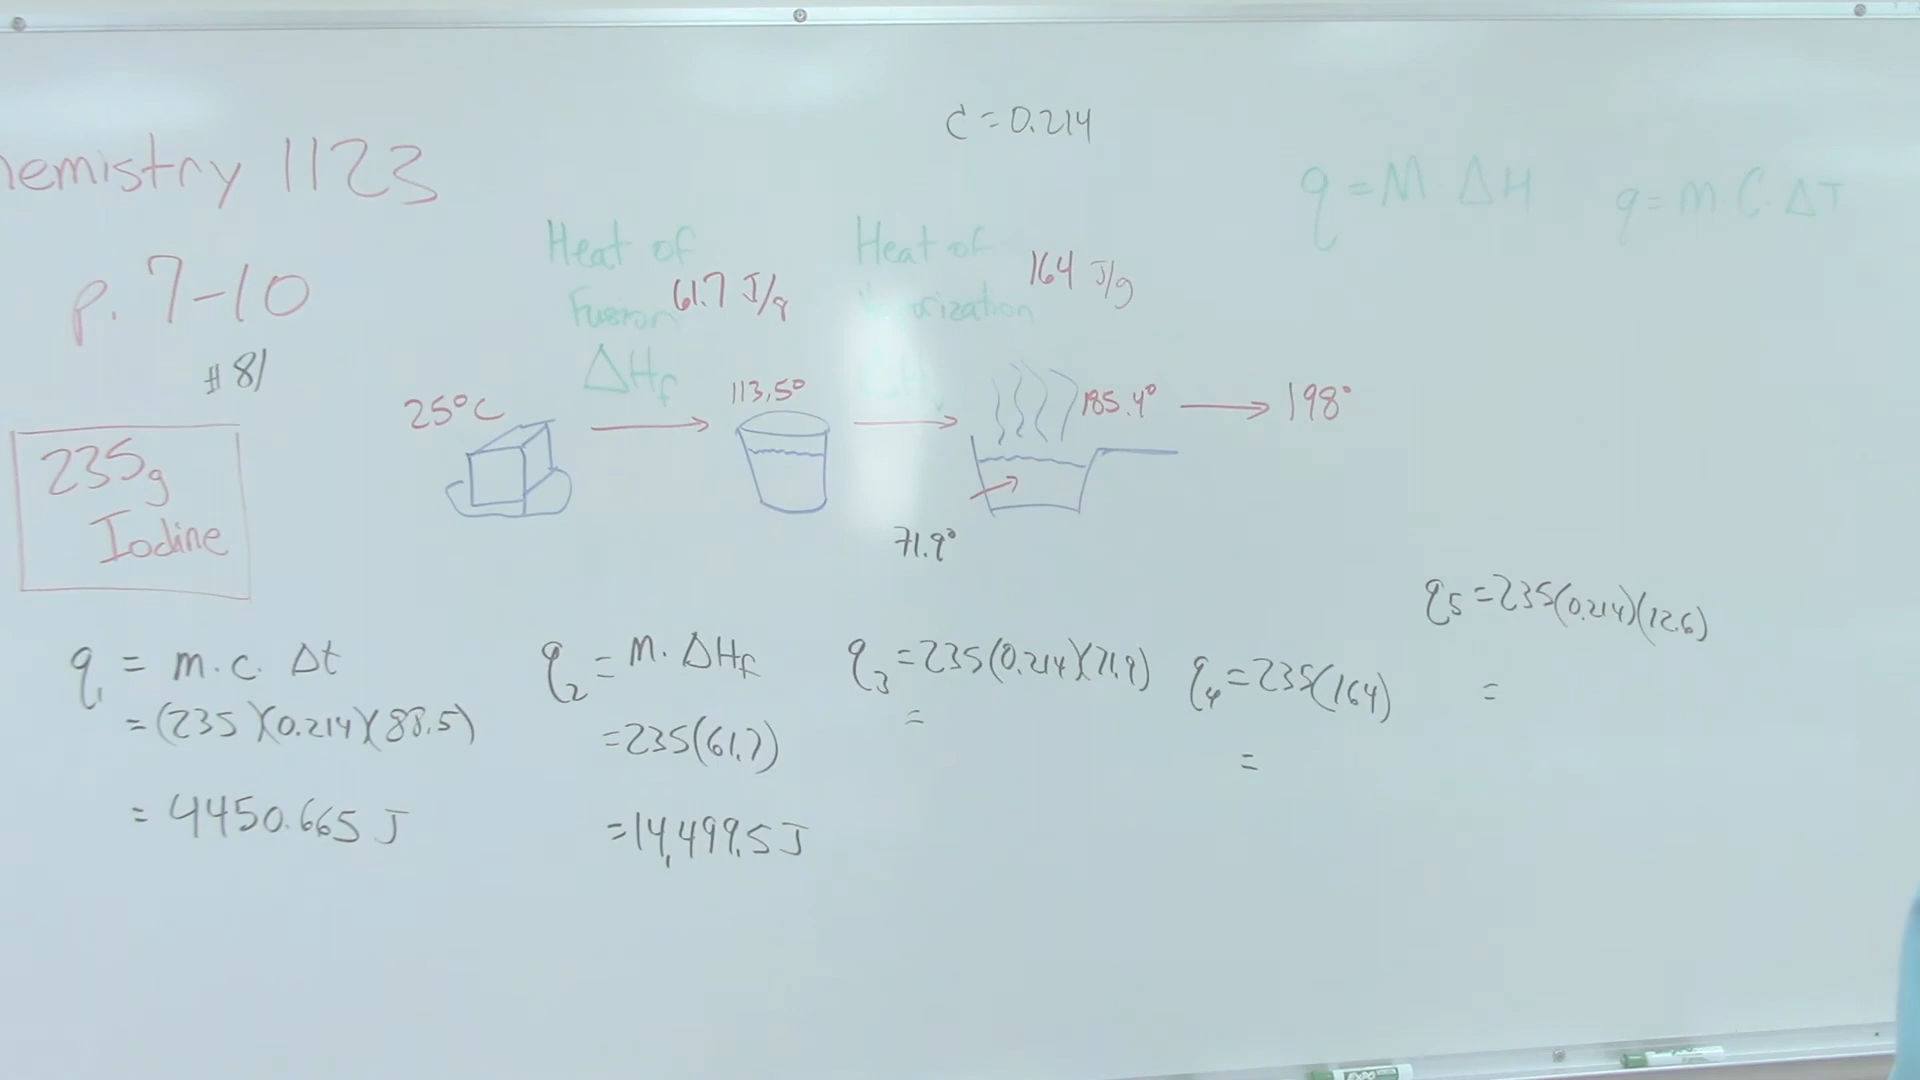 hemistry 1123
p. 7-10
#81
235g
Iodine
C = 0.214
q = M · ΔH
q = m.C.ΔT
Heat of
Fusion
ΔHf
61.7 J/g
Heat of
164 J/g
25°C
113.5°
185.4°
198°
71.9°
q1 = m.c. Δt
= (235)(0.214)(88.5)
= 4450.665 J
q2 = M. ΔHf
= 235(61.7)
= 14,499.5 J
q3 = 235(0.214)(71.9)
=
q4 = 235(164)
=
q5 = 235(0.214)(12.6)
=
EXPO